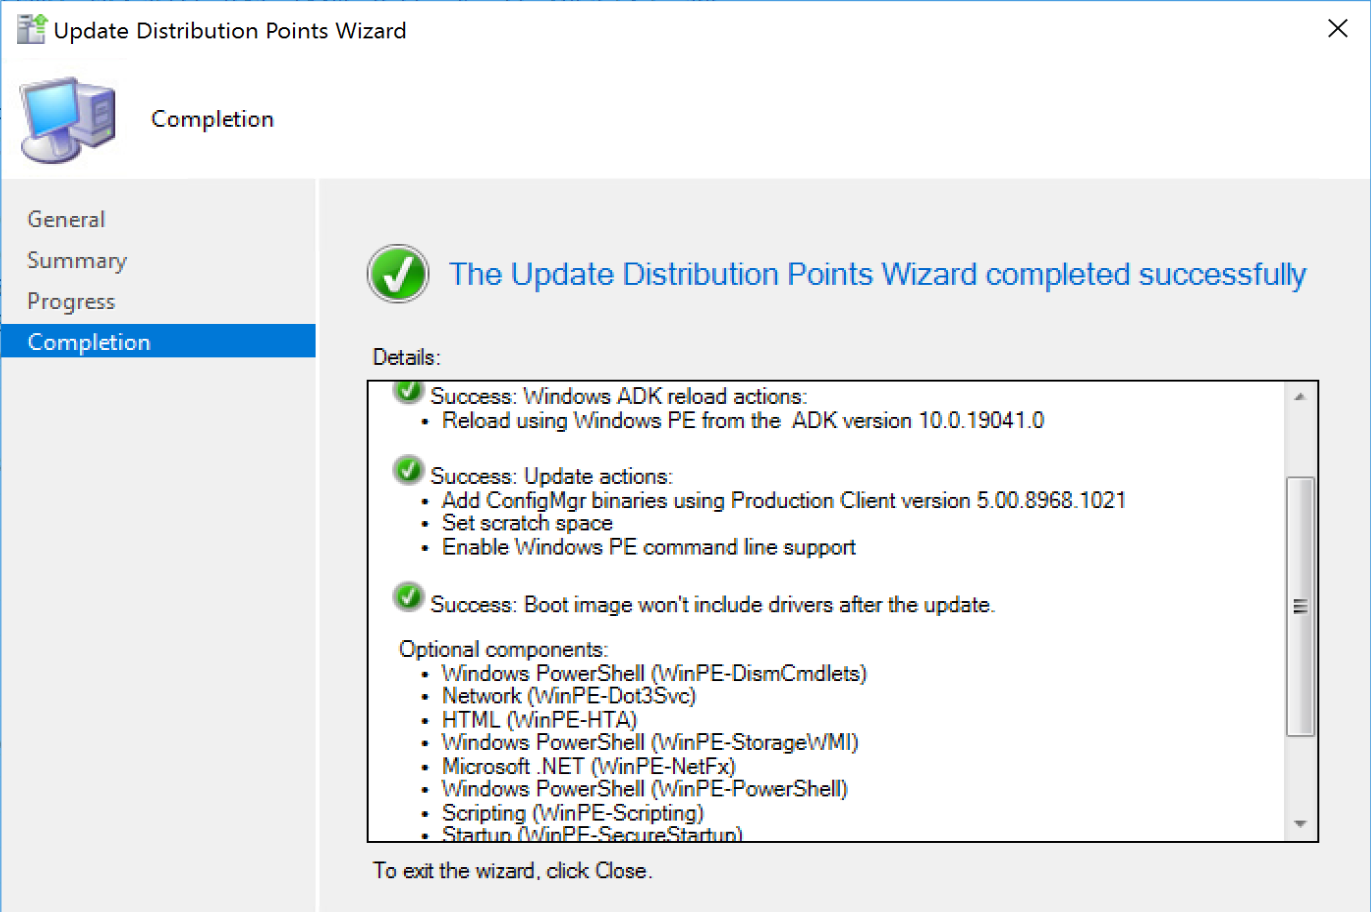 Update Distribution Points Wizard
Completion
General
Summary
Progress
Completion
The Update Distribution Points Wizard completed successfully
Details:
Success: Windows ADK reload actions:
• Reload using Windows PE from the  ADK version 10.0.19041.0
Success: Update actions:
• Add ConfigMgr binaries using Production Client version 5.00.8968.1021
• Set scratch space
• Enable Windows PE command line support
Success: Boot image won't include drivers after the update.
Optional components:
• Windows PowerShell (WinPE-DismCmdlets)
• Network (WinPE-Dot3Svc)
• HTML (WinPE-HTA)
• Windows PowerShell (WinPE-StorageWMI)
• Microsoft .NET (WinPE-NetFx)
• Windows PowerShell (WinPE-PowerShell)
• Scripting (WinPE-Scripting)
• Startup (WinPE-SecureStartup)
To exit the wizard, click Close.